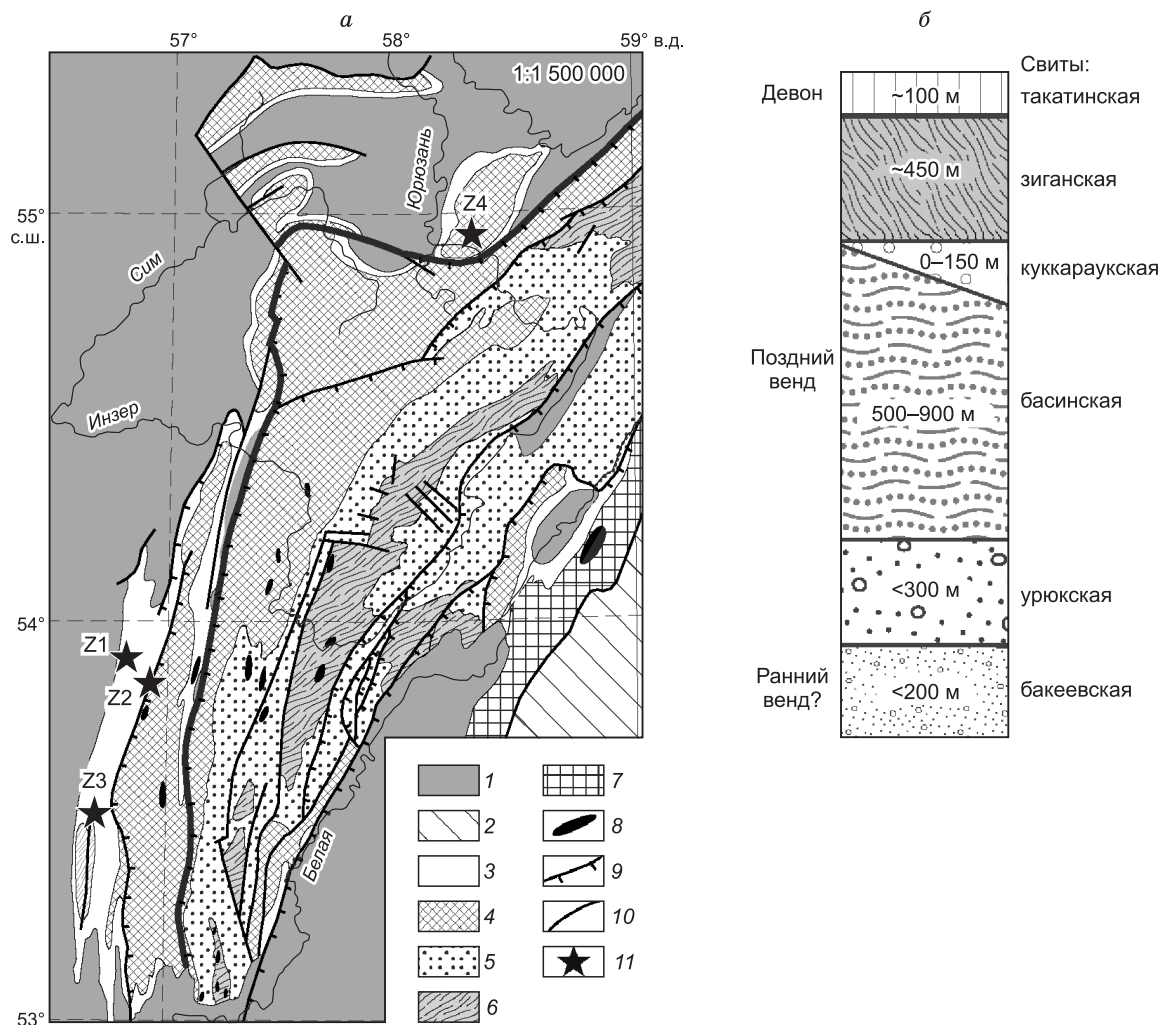 а
57°
58°
59° в.д.
1:1 500 000
Юрюзань
Z4
55°
с.ш.
Сим
Инзер
54°
Z1
Z2
Z3
Белая
53°
1
2
3
4
5
6
7
8
9
10
11
б
Свиты:
Девон
~100 м
такатинская
~450 м
зиганская
0–150 м
куккараукская
Поздний
венд
500–900 м
басинская
<300 м
урюкская
Ранний
венд?
<200 м
бакеевская